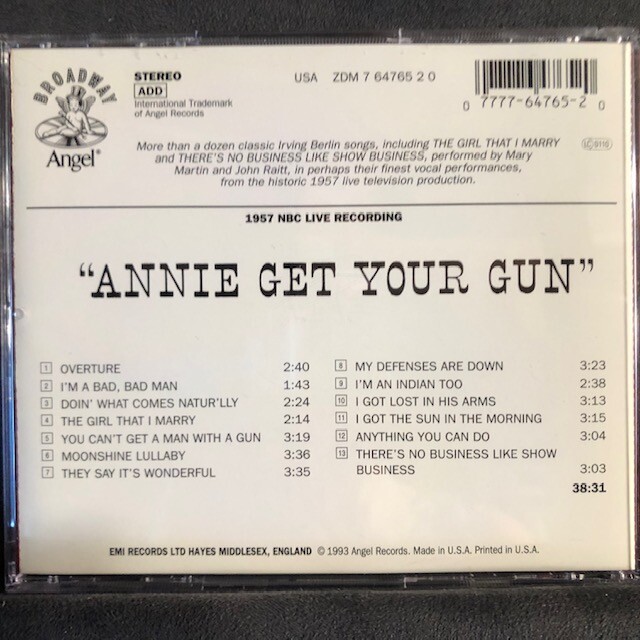 BROADWAY
Angel®
STEREO
ADD
International Trademark
of Angel Records
USA ZDM 7 64765 2 0
0 7777-64765-2 0
More than a dozen classic Irving Berlin songs, including THE GIRL THAT I MARRY
and THERE'S NO BUSINESS LIKE SHOW BUSINESS, performed by Mary
Martin and John Raitt, in perhaps their finest vocal performances,
from the historic 1957 live television production.
1957 NBC LIVE RECORDING
"ANNIE GET YOUR GUN"
1 OVERTURE 2:40
2 I'M A BAD, BAD MAN 1:43
3 DOIN' WHAT COMES NATUR'LLY 2:24
4 THE GIRL THAT I MARRY 2:14
5 YOU CAN'T GET A MAN WITH A GUN 3:19
6 MOONSHINE LULLABY 3:36
7 THEY SAY IT'S WONDERFUL 3:35
8 MY DEFENSES ARE DOWN 3:23
9 I'M AN INDIAN TOO 2:38
10 I GOT LOST IN HIS ARMS 3:13
11 I GOT THE SUN IN THE MORNING 3:15
12 ANYTHING YOU CAN DO 3:04
13 THERE'S NO BUSINESS LIKE SHOW
BUSINESS 3:03
38:31
EMI RECORDS LTD HAYES MIDDLESEX, ENGLAND © 1993 Angel Records. Made in U.S.A. Printed in U.S.A.